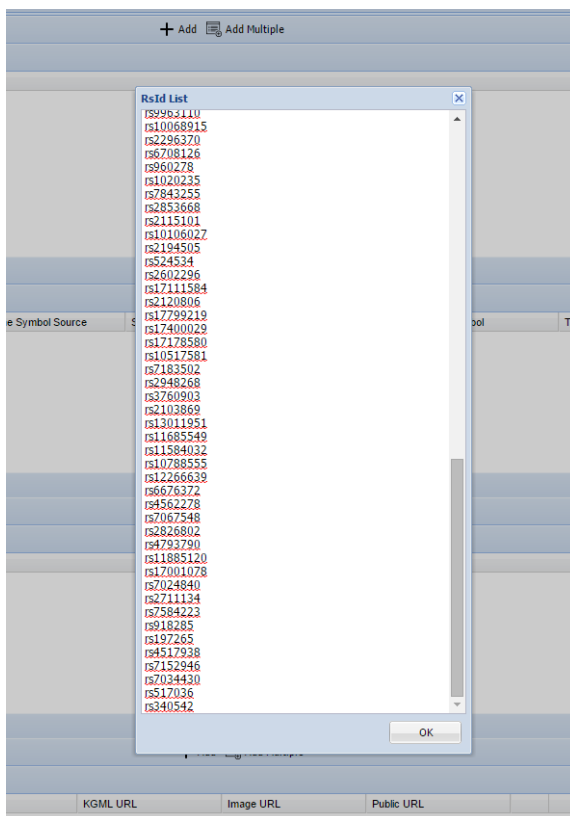 Add Add Multiple
RsId List
rs9963110
rs10068915
rs2296370
rs6708126
rs960278
rs1020235
rs7843255
rs2853668
rs2115101
rs10106027
rs2194505
rs524534
rs2602296
rs17111584
rs2120806
rs17799219
e Symbol Source S ool T
rs17400029
rs17178580
rs10517581
rs7183502
rs2948268
rs3760903
rs2103869
rs13011951
rs11685549
rs11584032
rs10788555
rs12266639
rs6676372
rs4562278
rs7067548
rs2826802
rs4793790
rs11885120
rs17001078
rs7024840
rs2711134
rs7584223
rs918285
rs197265
rs4517938
rs7152946
rs7034430
rs517036
rs340542
OK
KGML URL Image URL Public URL